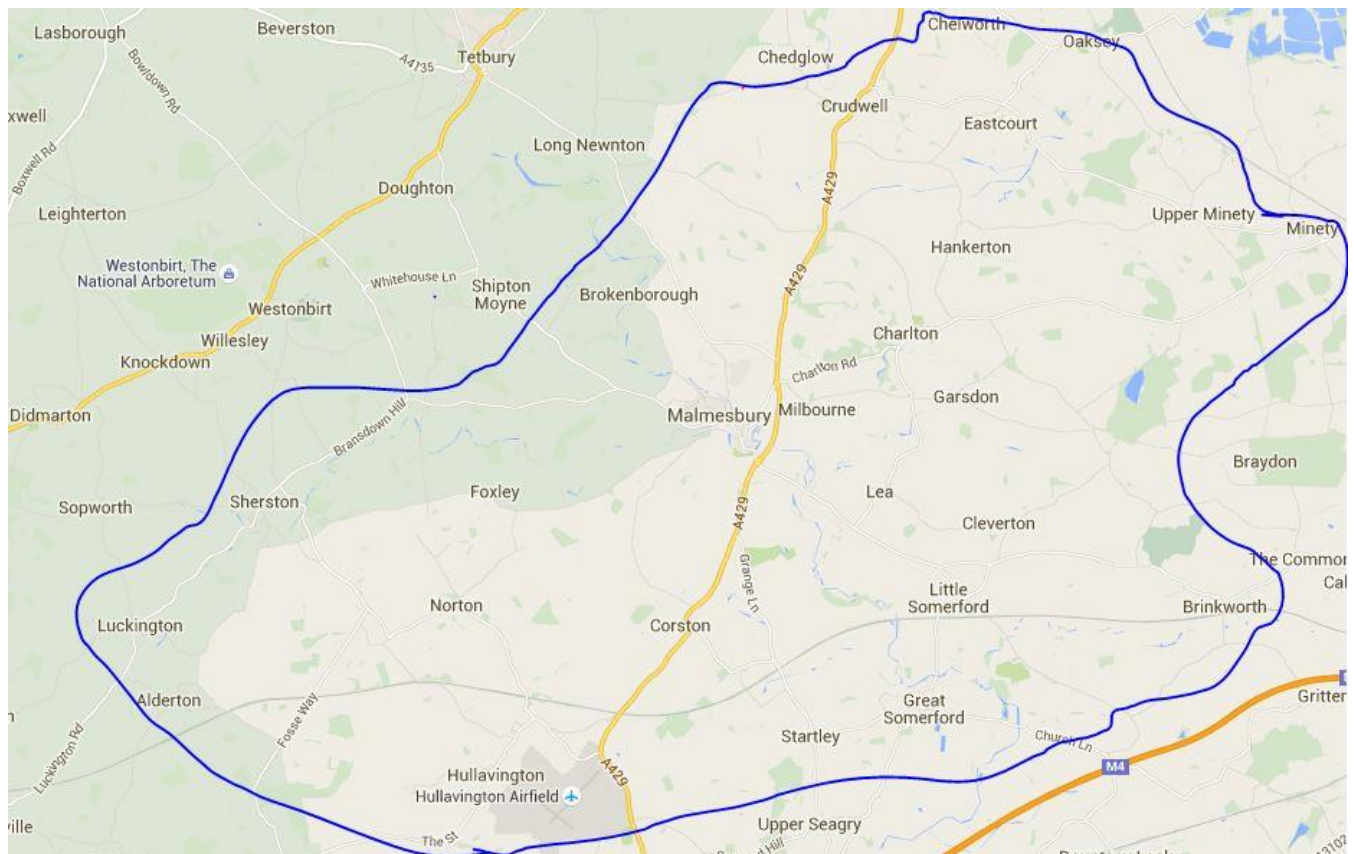 Lasborough
Beverston
Chelworth
Oaksey
Bowldown Rd
A4135
Tetbury
Chedglow
xwell
Crudwell
Eastcourt
Boxwell Rd
Long Newnton
Doughton
A429
Leighterton
Upper Minety
Minety
Hankerton
Westonbirt, The
National Arboretum
Whitehouse Ln
Shipton
Moyne
Brokenborough
A429
Westonbirt
Willesley
Charlton
Knockdown
Charlton Rd
Didmarton
Malmesbury
Milbourne
Garsdon
Bransdown Hill
Braydon
Sopworth
Sherston
Foxley
Lea
A429
Cleverton
The Common
Cal
Grange Ln
Little
Somerford
Norton
Brinkworth
Luckington
Corston
Alderton
Great
Somerford
Gritten
Fosse Way
Startley
Church Ln
Luckington Rd
M4
Hullavington
Hullavington Airfield
A429
ville
The St
Upper Seagry
A3102